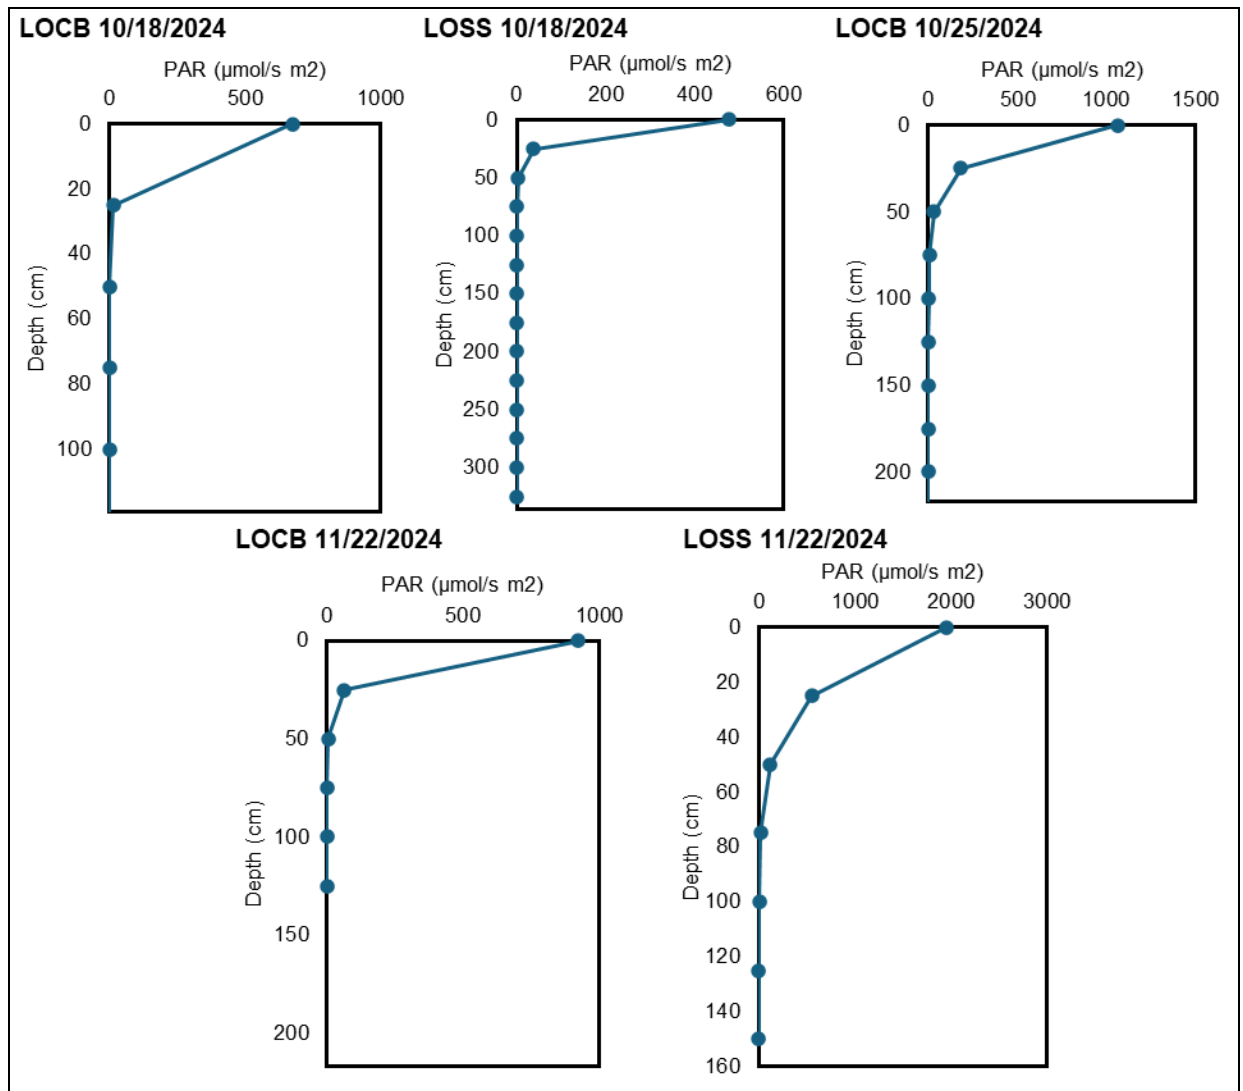 LOCB 10/18/2024
PAR (µmol/s m2)
0 500 1000
0
20
40
60
80
100
Depth (cm)
LOSS 10/18/2024
PAR (µmol/s m2)
0 200 400 600
0
50
100
150
200
250
300
Depth (cm)
LOCB 10/25/2024
PAR (µmol/s m2)
0 500 1000 1500
0
50
100
150
200
Depth (cm)
LOCB 11/22/2024
PAR (µmol/s m2)
0 500 1000
0
50
100
150
200
Depth (cm)
LOSS 11/22/2024
PAR (µmol/s m2)
0 1000 2000 3000
0
20
40
60
80
100
120
140
160
Depth (cm)